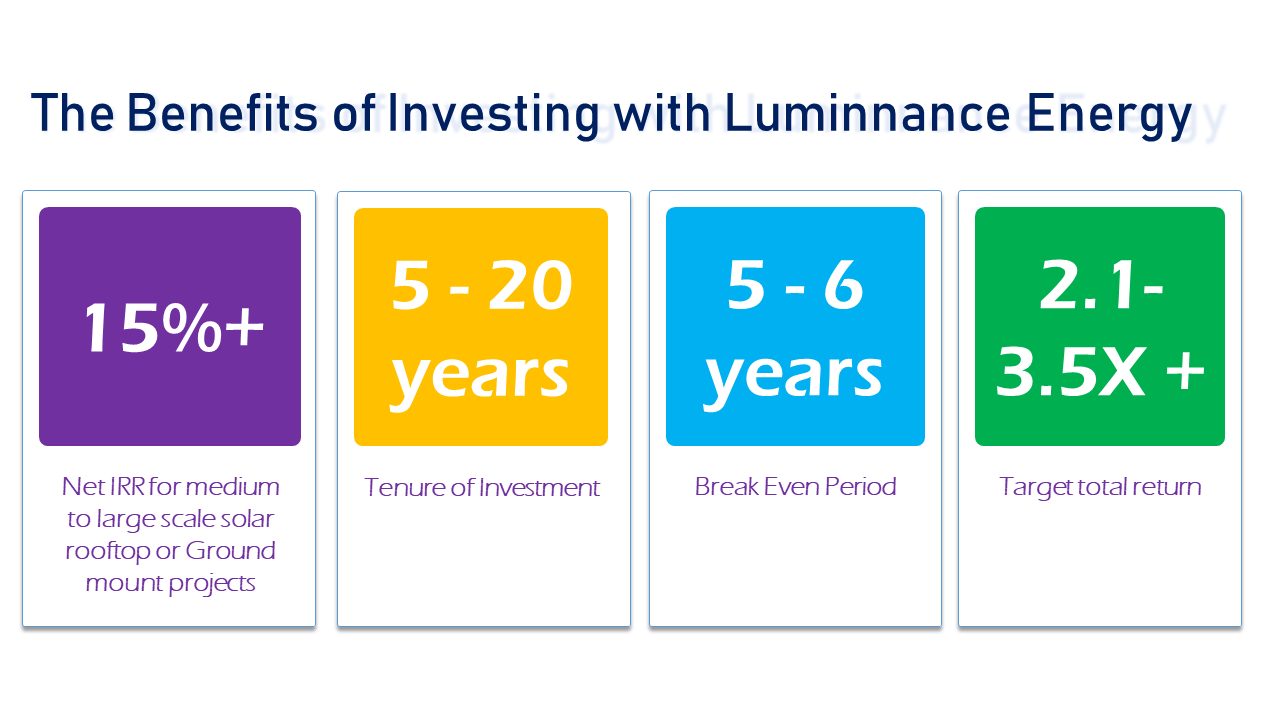 The Benefits of Investing with Luminnance Energy
15%+
Net IRR for medium
to large scale solar
rooftop or Ground
mount projects
5 - 20
years
Tenure of Investment
5 - 6
years
Break Even Period
2.1-
3.5X +
Target total return